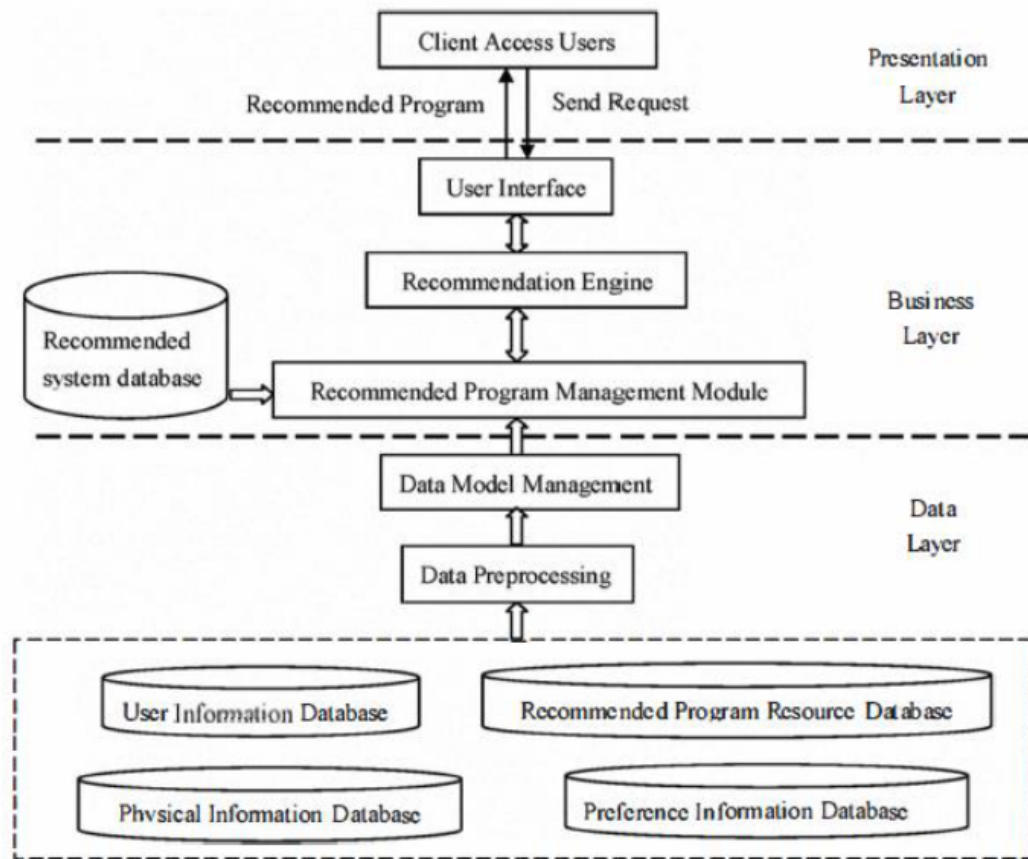 Client Access Users
Presentation
Layer
Recommended Program
Send Request
User Interface
Recommendation Engine
Business
Layer
Recommended
system database
Recommended Program Management Module
Data Model Management
Data
Layer
Data Preprocessing
User Information Database
Recommended Program Resource Database
Physical Information Database
Preference Information Database